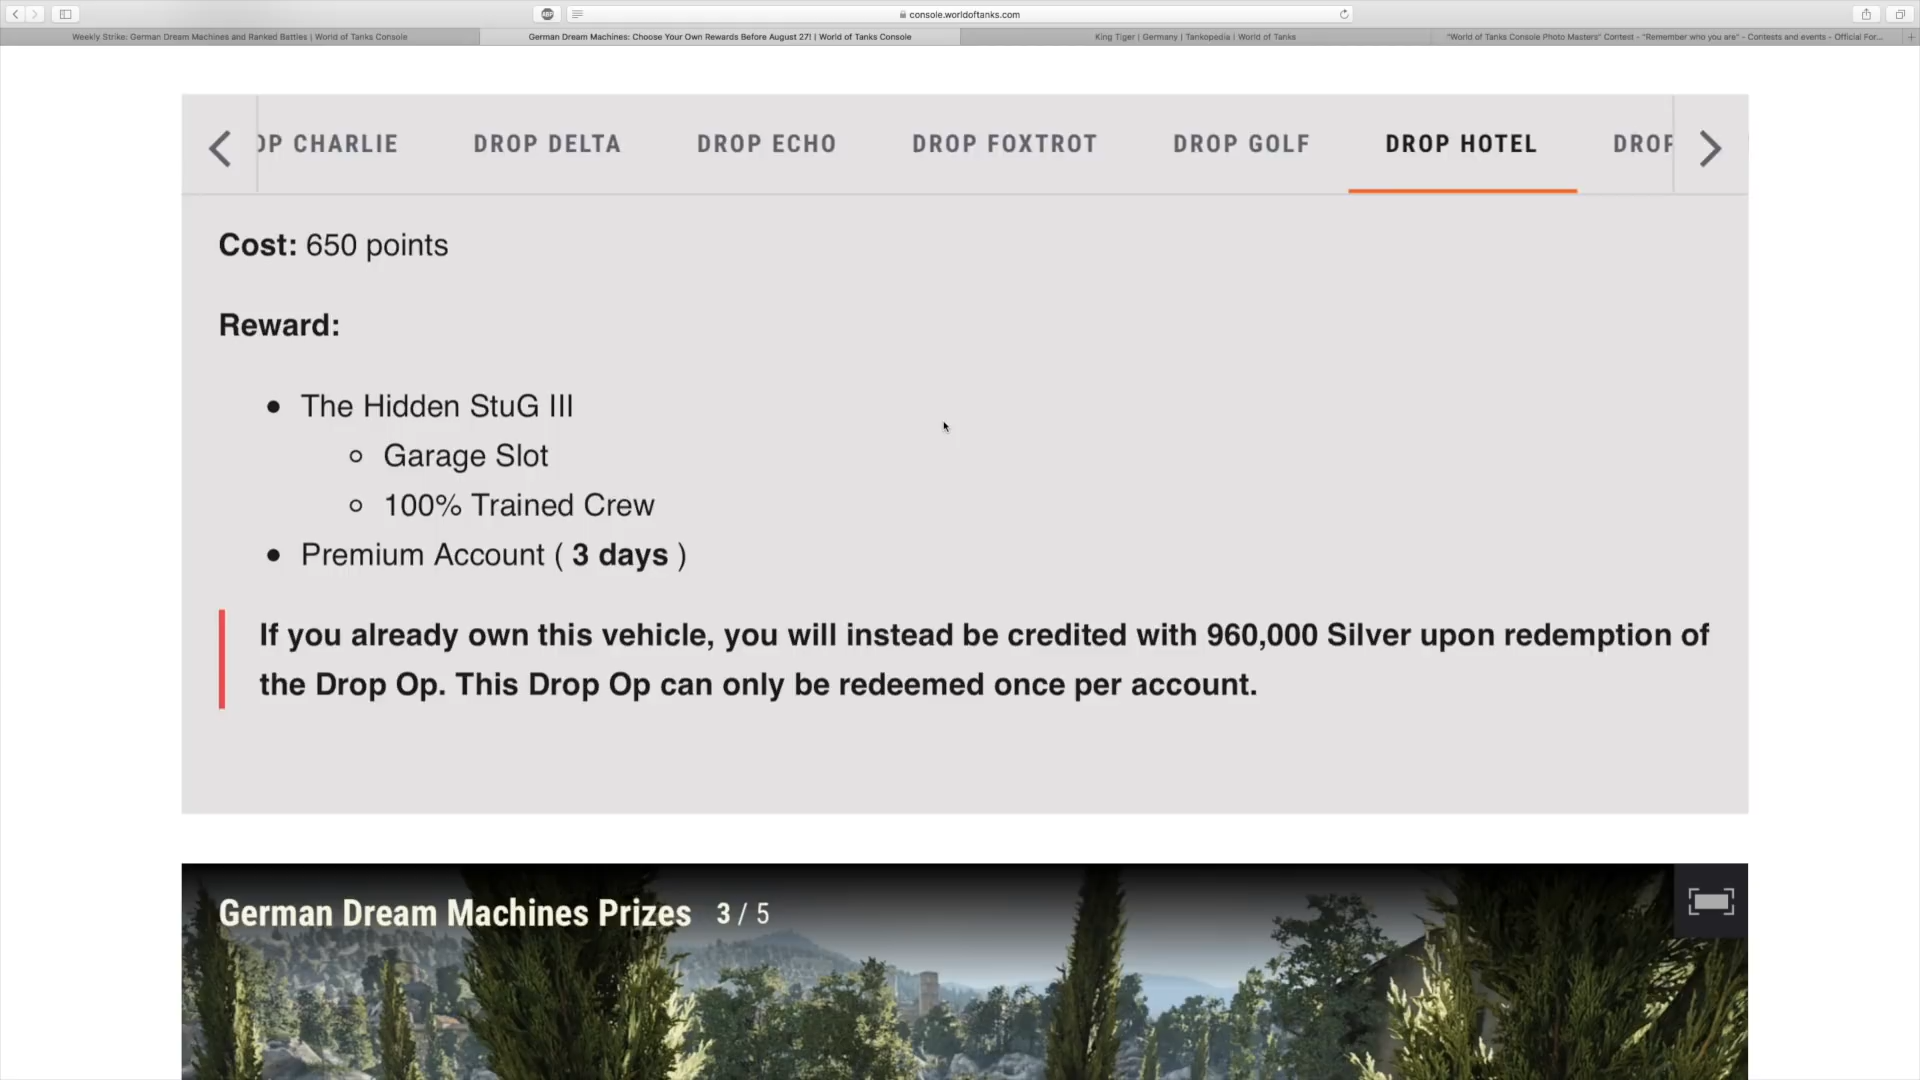 console.worldoftanks.com
Weekly Strike: German Dream Machines and Ranked Battles | World of Tanks Console
German Dream Machines: Choose Your Own Rewards Before August 27! | World of Tanks Console
King Tiger | Germany | Tankopedia | World of Tanks
"World of Tanks Console Photo Masters" Contest - "Remember who you are" - Contests and events - Official For...
OP CHARLIE
DROP DELTA
DROP ECHO
DROP FOXTROT
DROP GOLF
DROP HOTEL
DROP
Cost: 650 points
Reward:
The Hidden StuG III
Garage Slot
100% Trained Crew
Premium Account ( 3 days )
If you already own this vehicle, you will instead be credited with 960,000 Silver upon redemption of
the Drop Op. This Drop Op can only be redeemed once per account.
German Dream Machines Prizes 3 / 5